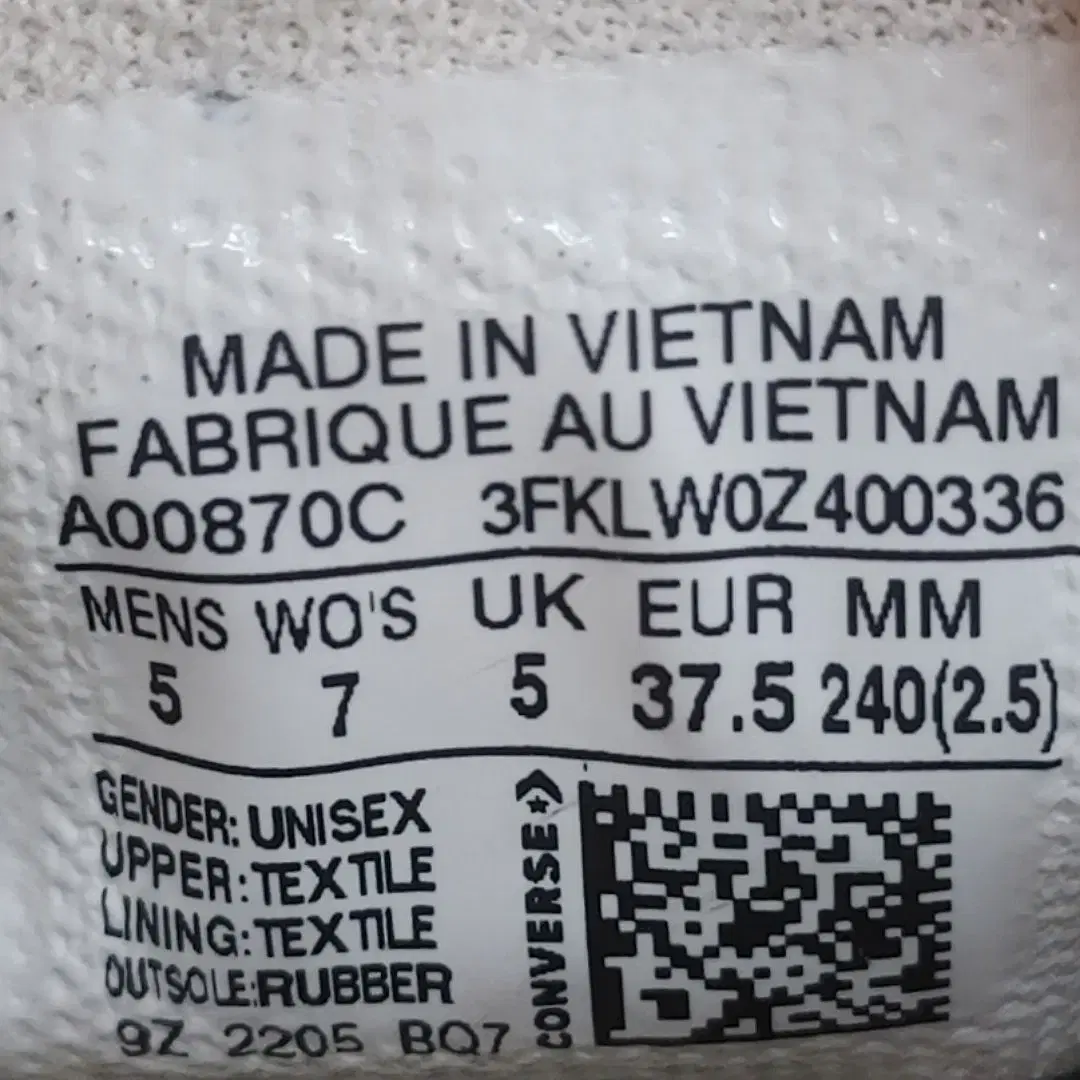 MADE IN VIETNAM
FABRIQUE AU VIETNAM
A00870C 3FKLW0Z400336
MENS WO'S UK EUR MM
5 7 5 37.5 240(2.5)
GENDER: UNISEX
UPPER: TEXTILE
LINING: TEXTILE
OUTSOLE:RUBBER
9Z 2205 BQ7
CONVERSE